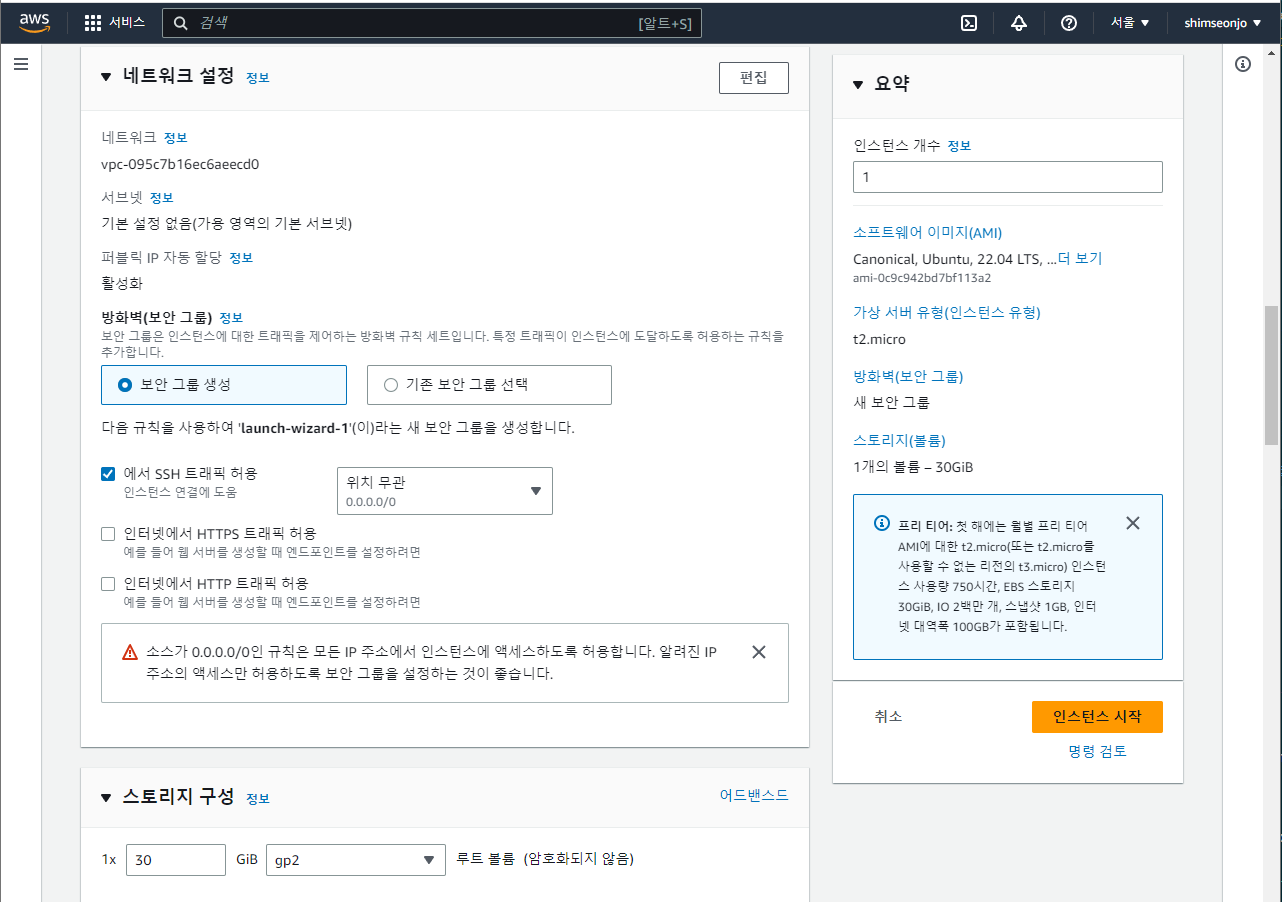 aws
서비스
검색
[알트+S]
서울
shimseonjo
네트워크 설정 정보
편집
네트워크 정보
vpc-095c7b16ec6aeecd0
서브넷 정보
기본 설정 없음(가용 영역의 기본 서브넷)
퍼블릭 IP 자동 할당 정보
활성화
방화벽(보안 그룹) 정보
보안 그룹은 인스턴스에 대한 트래픽을 제어하는 방화벽 규칙 세트입니다. 특정 트래픽이 인스턴스에 도달하도록 허용하는 규칙을
추가합니다.
보안 그룹 생성
기존 보안 그룹 선택
다음 규칙을 사용하여 'launch-wizard-1'(이)라는 새 보안 그룹을 생성합니다.
에서 SSH 트래픽 허용
인스턴스 연결에 도움
위치 무관
0.0.0.0/0
인터넷에서 HTTPS 트래픽 허용
예를 들어 웹 서버를 생성할 때 엔드포인트를 설정하려면
인터넷에서 HTTP 트래픽 허용
예를 들어 웹 서버를 생성할 때 엔드포인트를 설정하려면
소스가 0.0.0.0/0인 규칙은 모든 IP 주소에서 인스턴스에 액세스하도록 허용합니다. 알려진 IP
주소의 액세스만 허용하도록 보안 그룹을 설정하는 것이 좋습니다.
스토리지 구성 정보
어드밴스드
1x
30
GiB
gp2
루트 볼륨 (암호화되지 않음)
요약
인스턴스 개수 정보
1
소프트웨어 이미지(AMI)
Canonical, Ubuntu, 22.04 LTS, ...더 보기
ami-0c9c942bd7bf113a2
가상 서버 유형(인스턴스 유형)
t2.micro
방화벽(보안 그룹)
새 보안 그룹
스토리지(볼륨)
1개의 볼륨 – 30GiB
프리 티어: 첫 해에는 월별 프리 티어
AMI에 대한 t2.micro(또는 t2.micro를
사용할 수 없는 리전의 t3.micro) 인스턴
스 사용량 750시간, EBS 스토리지
30GiB, IO 2백만 개, 스냅샷 1GB, 인터
넷 대역폭 100GB가 포함됩니다.
취소
인스턴스 시작
명령 검토